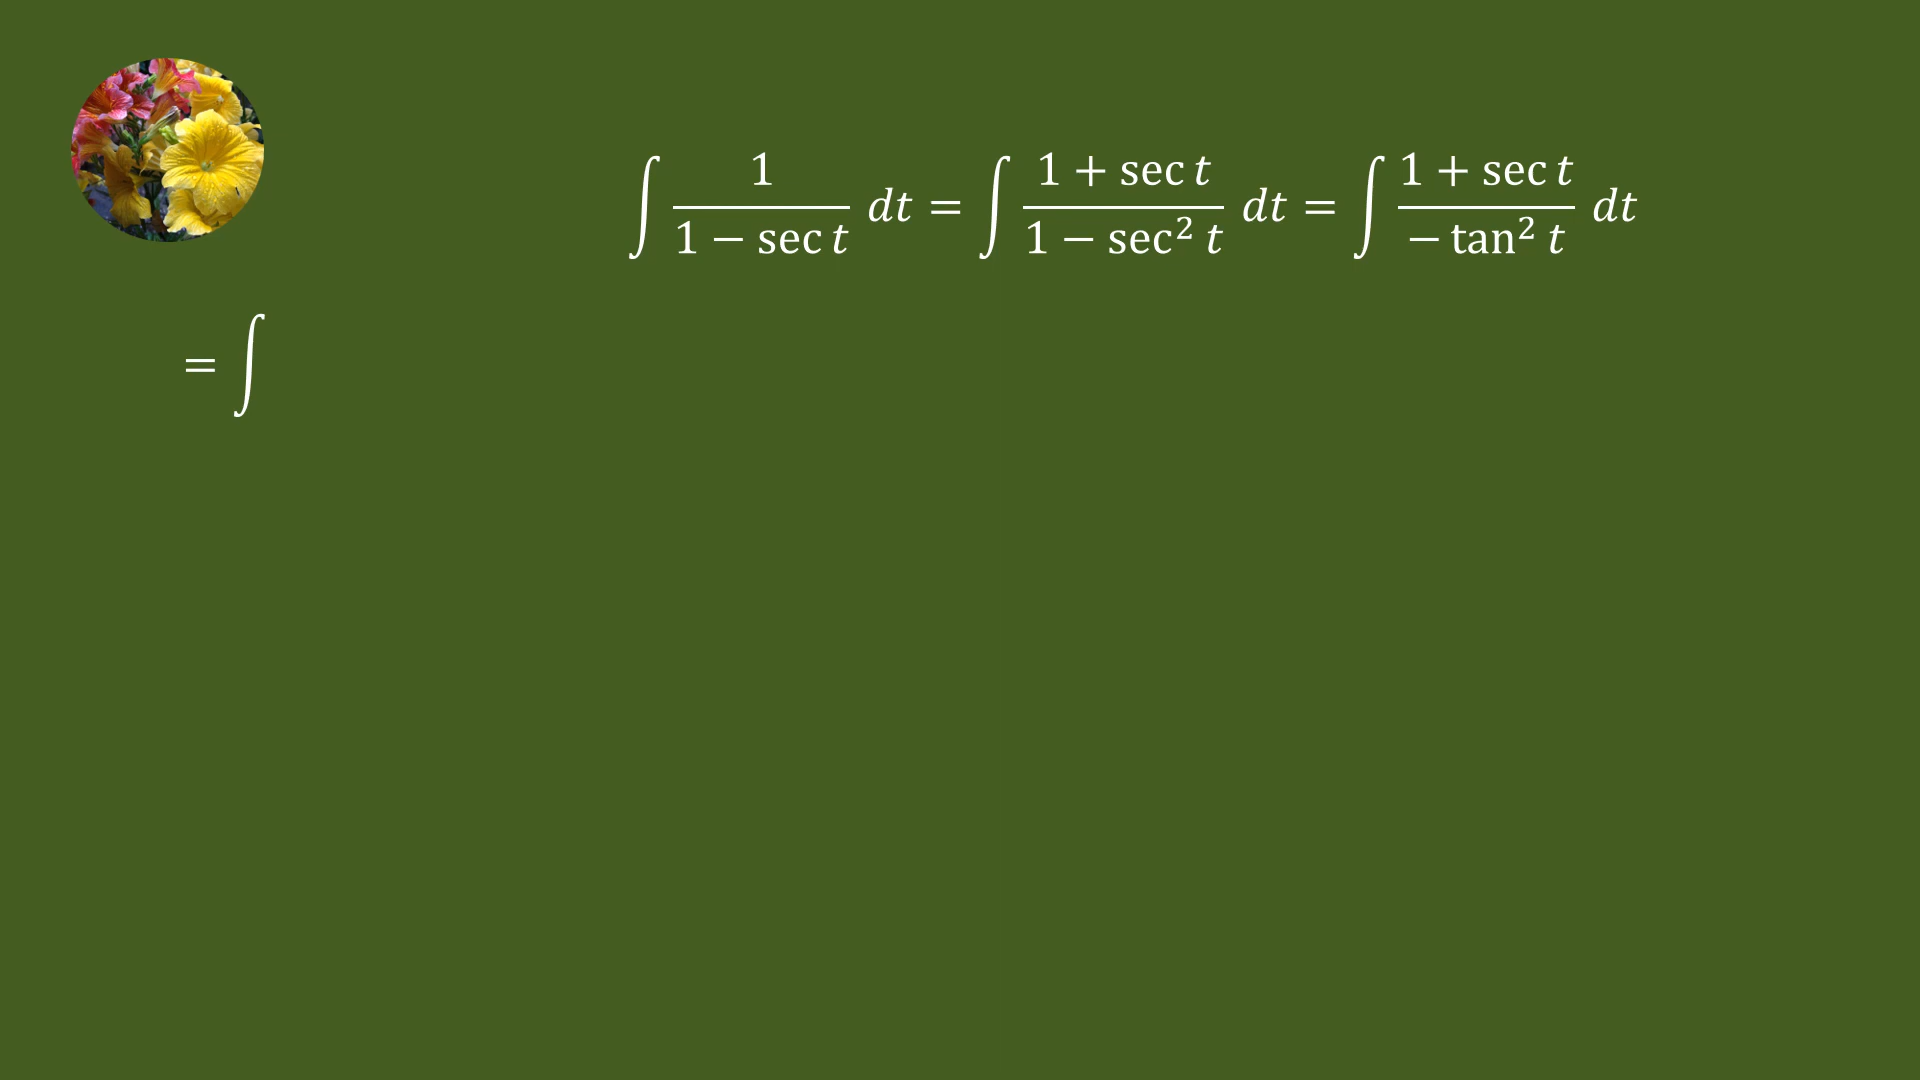 ∫ 1/(1 − sec t) dt = ∫ (1 + sec t)/(1 − sec² t) dt = ∫ (1 + sec t)/(− tan² t) dt
= ∫